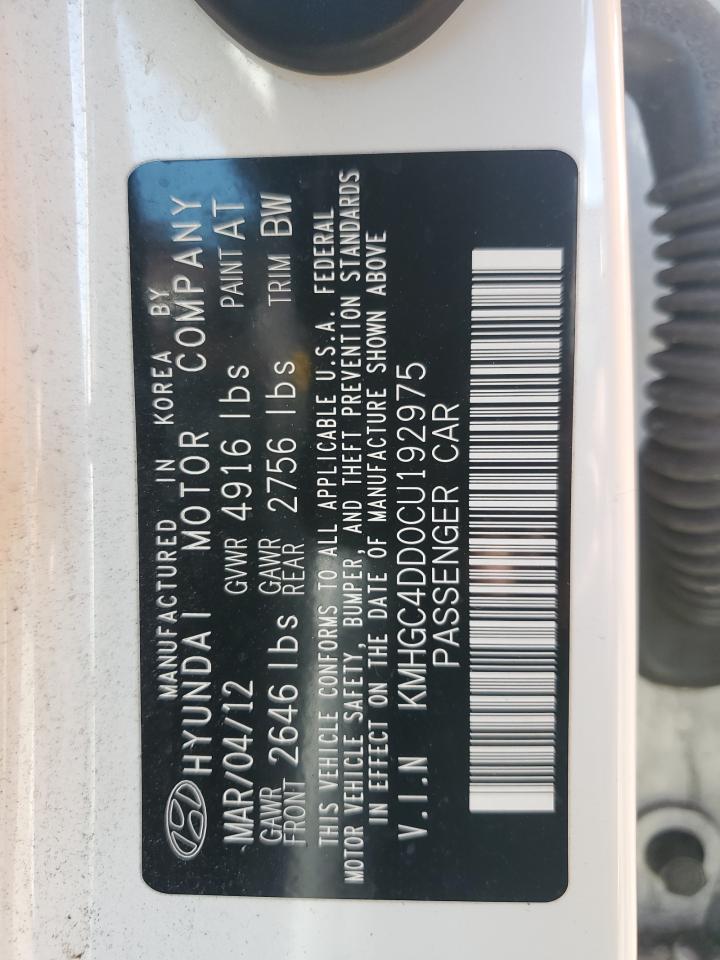 MANUFACTURED IN KOREA BY
HYUNDAI MOTOR COMPANY
MAR/04/12 GVWR 4916 lbs PAINT AT
GAWR FRONT 2646 lbs GAWR REAR 2756 lbs TRIM BW
THIS VEHICLE CONFORMS TO ALL APPLICABLE U.S.A. FEDERAL
MOTOR VEHICLE SAFETY, BUMPER, AND THEFT PREVENTION STANDARDS
IN EFFECT ON THE DATE OF MANUFACTURE SHOWN ABOVE
V.I.N KMHGC4DD0CU192975
PASSENGER CAR